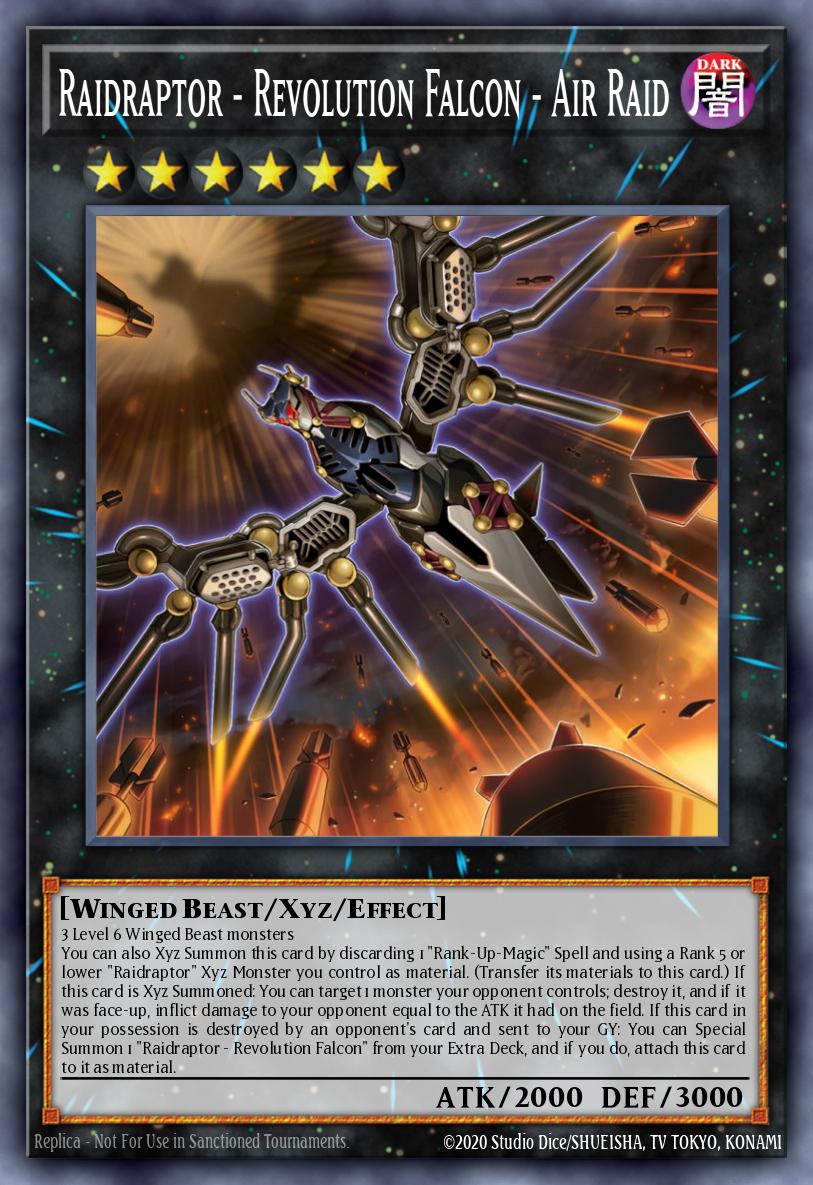 Raidraptor - Revolution Falcon - Air Raid
DARK
闇
[Winged Beast/Xyz/Effect]
3 Level 6 Winged Beast monsters
You can also Xyz Summon this card by discarding 1 "Rank-Up-Magic" Spell and using a Rank 5 or
lower "Raidraptor" Xyz Monster you control as material. (Transfer its materials to this card.) If
this card is Xyz Summoned: You can target 1 monster your opponent controls; destroy it, and if it
was face-up, inflict damage to your opponent equal to the ATK it had on the field. If this card in
your possession is destroyed by an opponent's card and sent to your GY: You can Special
Summon 1 "Raidraptor - Revolution Falcon" from your Extra Deck, and if you do, attach this card
to it as material.
ATK/2000 DEF/3000
Replica - Not For Use in Sanctioned Tournaments.
©2020 Studio Dice/SHUEISHA, TV TOKYO, KONAMI